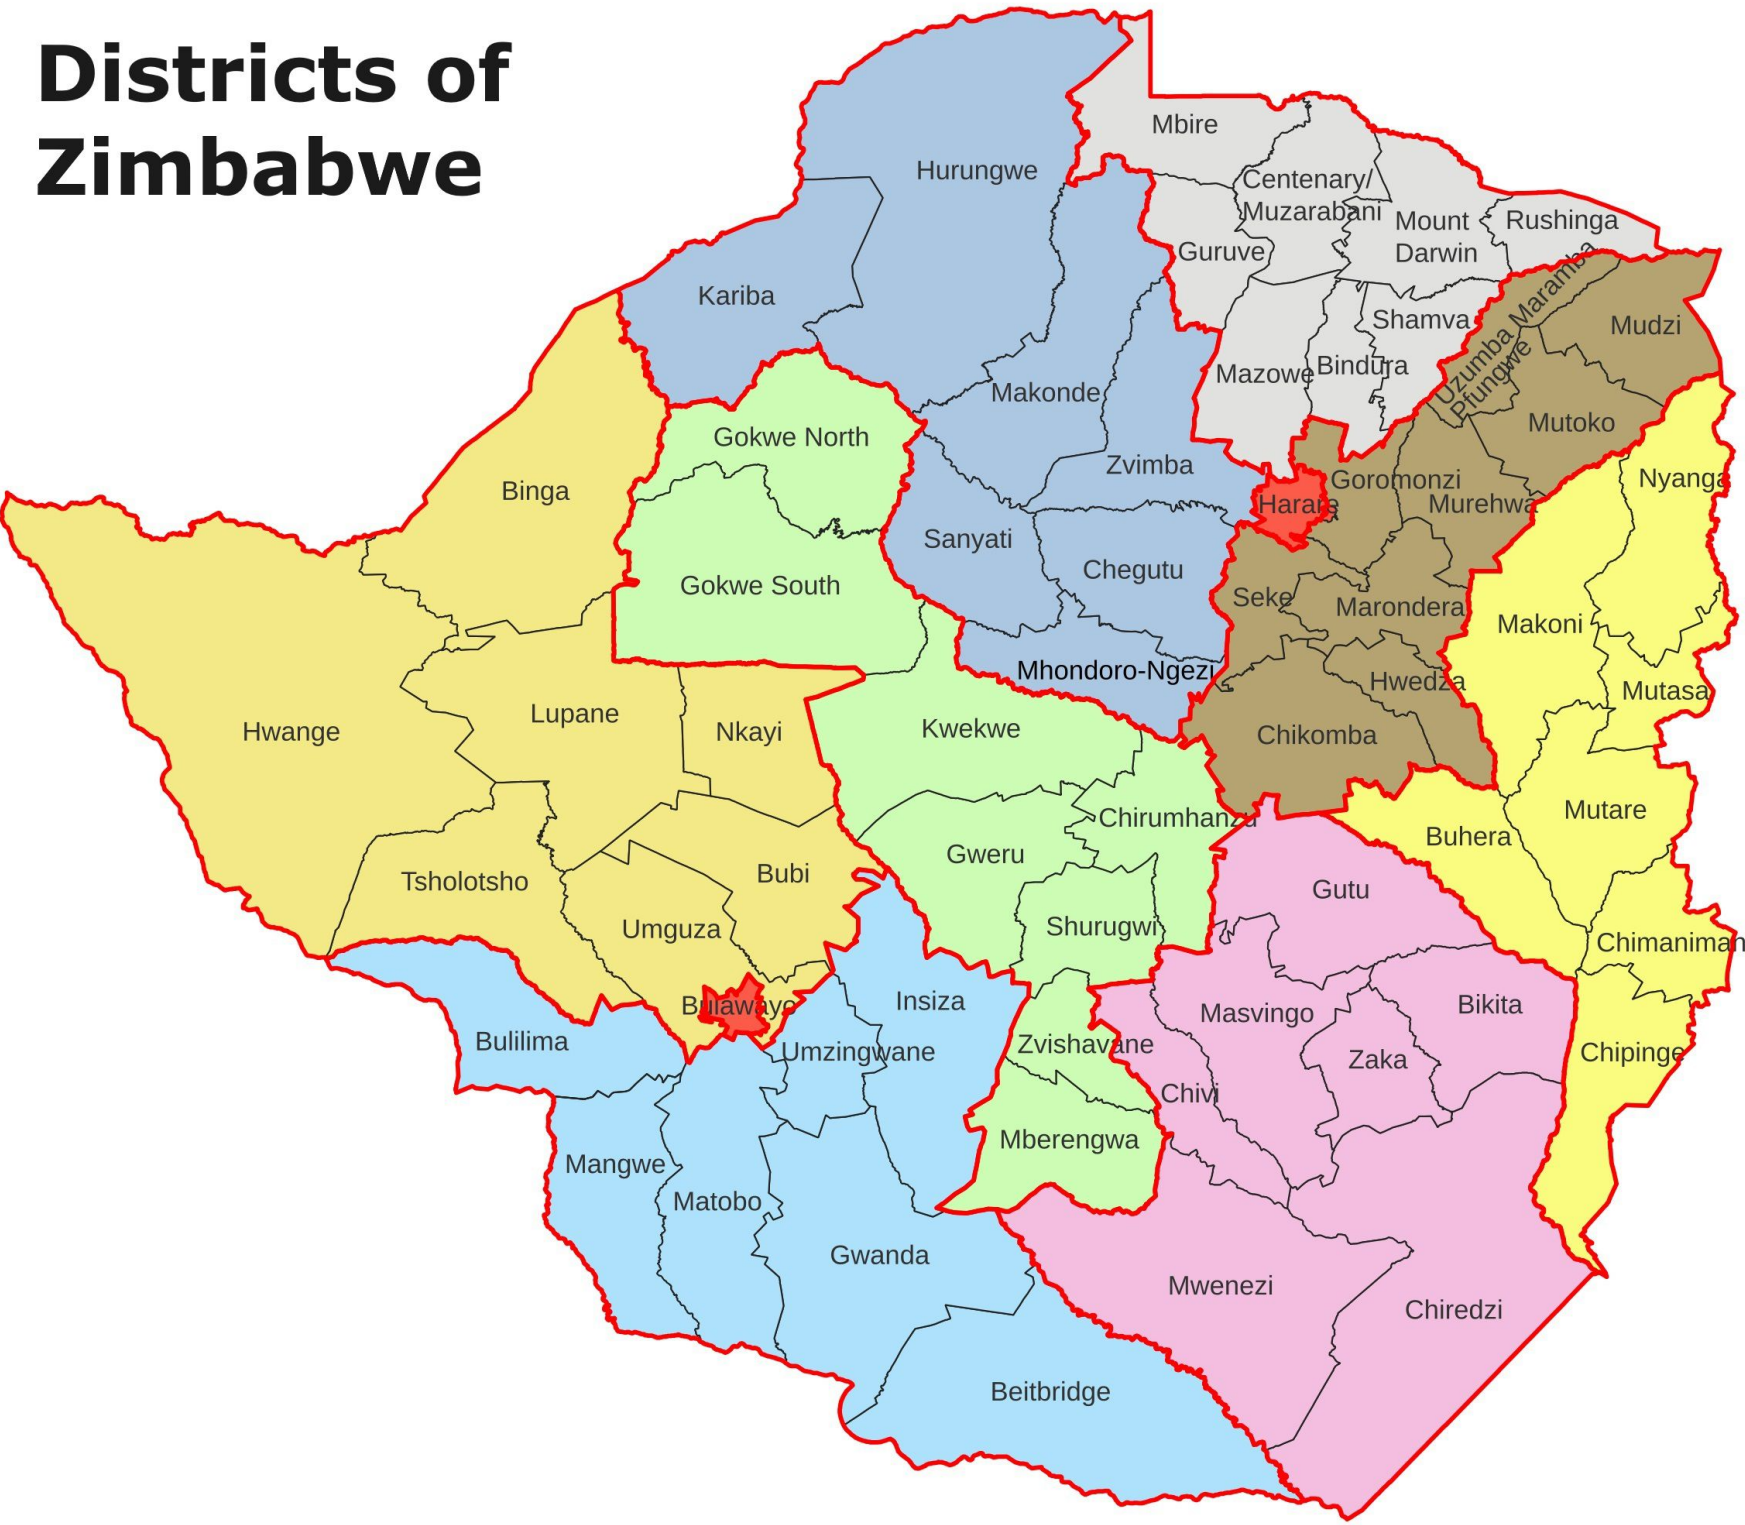 Districts of
Zimbabwe
Mbire
Hurungwe
Centenary/
Muzarabani
Mount
Darwin
Rushinga
Guruve
Kariba
Uzumba Maramba
Pfungwe
Mudzi
Shamva
Mazowe
Bindura
Makonde
Mutoko
Gokwe North
Zvimba
Goromonzi
Nyanga
Binga
Harare
Murehwa
Sanyati
Chegutu
Gokwe South
Seke
Marondera
Makoni
Mhondoro-Ngezi
Hwedza
Mutasa
Lupane
Hwange
Nkayi
Kwekwe
Chikomba
Mutare
Chirumhanzu
Buhera
Gweru
Bubi
Tsholotsho
Gutu
Umguza
Shurugwi
Chimaniman
Insiza
Bulawayo
Masvingo
Bikita
Bulilima
Umzingwane
Zvishavane
Zaka
Chipinge
Chivi
Mberengwa
Mangwe
Matobo
Gwanda
Mwenezi
Chiredzi
Beitbridge